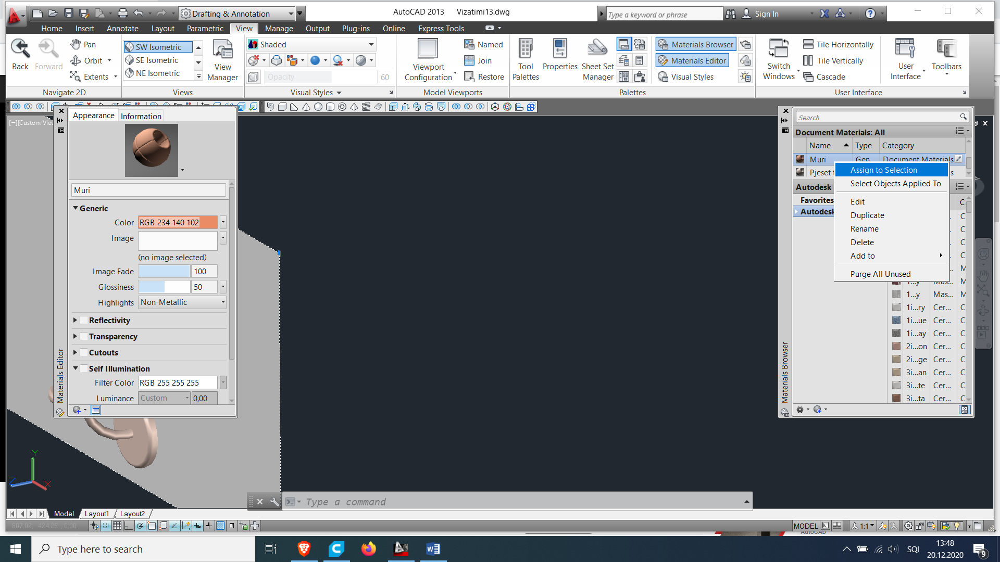 Drafting & Annotation
AutoCAD 2013 Vizatimi13.dwg
Type a keyword or phrase
Sign In
Home Insert Annotate Layout Parametric View Manage Output Plug-ins Online Express Tools
Back
Forward
Pan
Orbit
Extents
Navigate 2D
SW Isometric
SE Isometric
NE Isometric
View
Manager
Views
Shaded
Opacity 60
Visual Styles
Viewport
Configuration
Named
Join
Restore
Model Viewports
Tool
Palettes
Properties
Sheet Set
Manager
Materials Browser
Materials Editor
Visual Styles
Palettes
Switch
Windows
Tile Horizontally
Tile Vertically
Cascade
User
Interface
Toolbars
User Interface
[−][Custom View
Appearance Information
Muri
Generic
Color RGB 234 140 102
Image
(no image selected)
Image Fade 100
Glossiness 50
Highlights Non-Metallic
Reflectivity
Transparency
Cutouts
Self Illumination
Filter Color RGB 255 255 255
Luminance Custom 0,00
Materials Editor
Search
Document Materials: All
Name Type Category
Muri Gen... Document Materials
Pjeset
Autodesk
Favorites
Autodesk
Assign to Selection
Select Objects Applied To
Edit
Duplicate
Rename
Delete
Add to
Purge All Unused
1...y Mas... M
1...y Mas... M
1i...ry Cer... C
1i...ue Cer... C
1i...ay Cer... C
2i...on Cer... C
2i...ge Cer... C
3i...an Cer... C
3i...te Cer... C
3i...ta Cer... C
Materials Browser
Y
Z
X
Type a command
Model Layout1 Layout2
607.02, 424.26, 0.00
MODEL
1:1
AutoCAD
Type here to search
SQI
13:48
20.12.2020
9